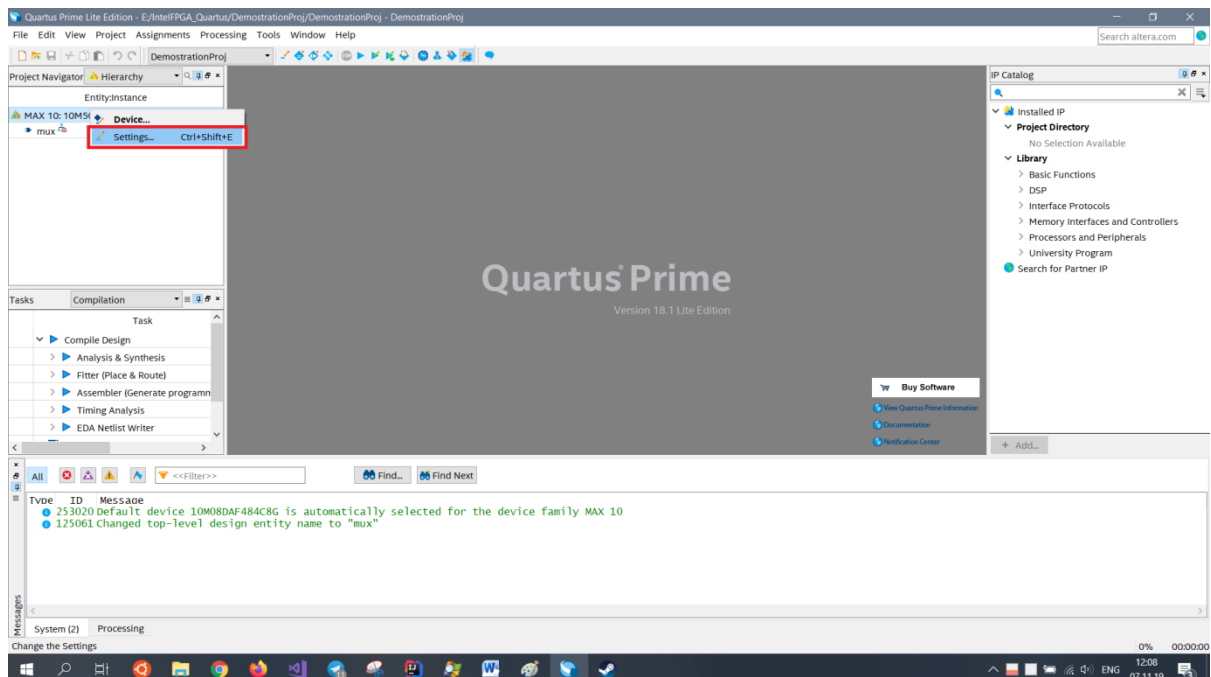 Quartus Prime Lite Edition - E:/IntelFPGA_Quartus/DemostrationProj/DemostrationProj - DemostrationProj
File Edit View Project Assignments Processing Tools Window Help
Search altera.com
DemostrationProj
Project Navigator Hierarchy
Entity:Instance
MAX 10: 10M50
mux
Device...
Settings... Ctrl+Shift+E
Tasks Compilation
Task
Compile Design
Analysis & Synthesis
Fitter (Place & Route)
Assembler (Generate programm
Timing Analysis
EDA Netlist Writer
Quartus Prime
Version 18.1 Lite Edition
Buy Software
View Quartus Prime Information
Documentation
Notification Center
IP Catalog
Installed IP
Project Directory
No Selection Available
Library
Basic Functions
DSP
Interface Protocols
Memory Interfaces and Controllers
Processors and Peripherals
University Program
Search for Partner IP
+ Add...
All <<Filter>> Find... Find Next
Type ID Message
253020 Default device 10M08DAF484C8G is automatically selected for the device family MAX 10
125061 Changed top-level design entity name to "mux"
Messages
System (2) Processing
Change the Settings
0% 00:00:00
ENG
12:08
07.11.19